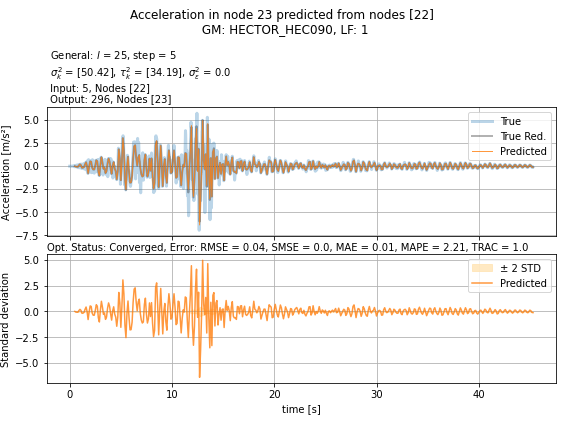 Acceleration in node 23 predicted from nodes [22]
GM: HECTOR_HEC090, LF: 1
General: l = 25, step = 5
σ²ₖ = [50.42], τ²ₖ = [34.19], σ²ε = 0.0
Input: 5, Nodes [22]
Output: 296, Nodes [23]
Acceleration [m/s²]
5.0
2.5
0.0
−2.5
−5.0
−7.5
True
True Red.
Predicted
Opt. Status: Converged, Error: RMSE = 0.04, SMSE = 0.0, MAE = 0.01, MAPE = 2.21, TRAC = 1.0
Standard deviation
5.0
2.5
0.0
−2.5
−5.0
± 2 STD
Predicted
0 10 20 30 40
time [s]